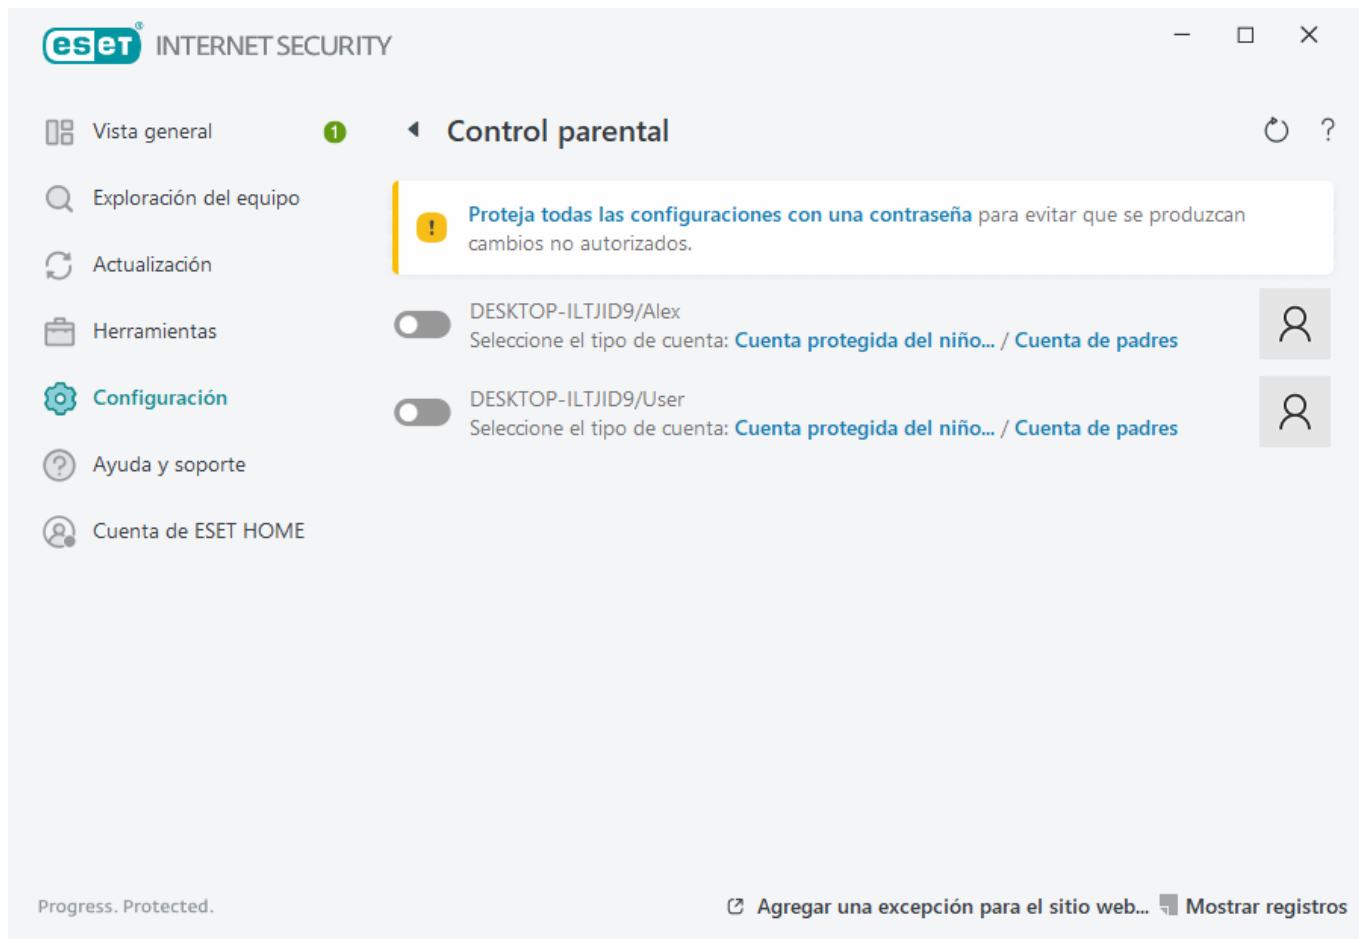 eset® INTERNET SECURITY
Vista general 1
Exploración del equipo
Actualización
Herramientas
Configuración
Ayuda y soporte
Cuenta de ESET HOME
Control parental ?
! Proteja todas las configuraciones con una contraseña para evitar que se produzcan
cambios no autorizados.
DESKTOP-ILTJID9/Alex
Seleccione el tipo de cuenta: Cuenta protegida del niño... / Cuenta de padres
DESKTOP-ILTJID9/User
Seleccione el tipo de cuenta: Cuenta protegida del niño... / Cuenta de padres
Progress. Protected.
Agregar una excepción para el sitio web... Mostrar registros